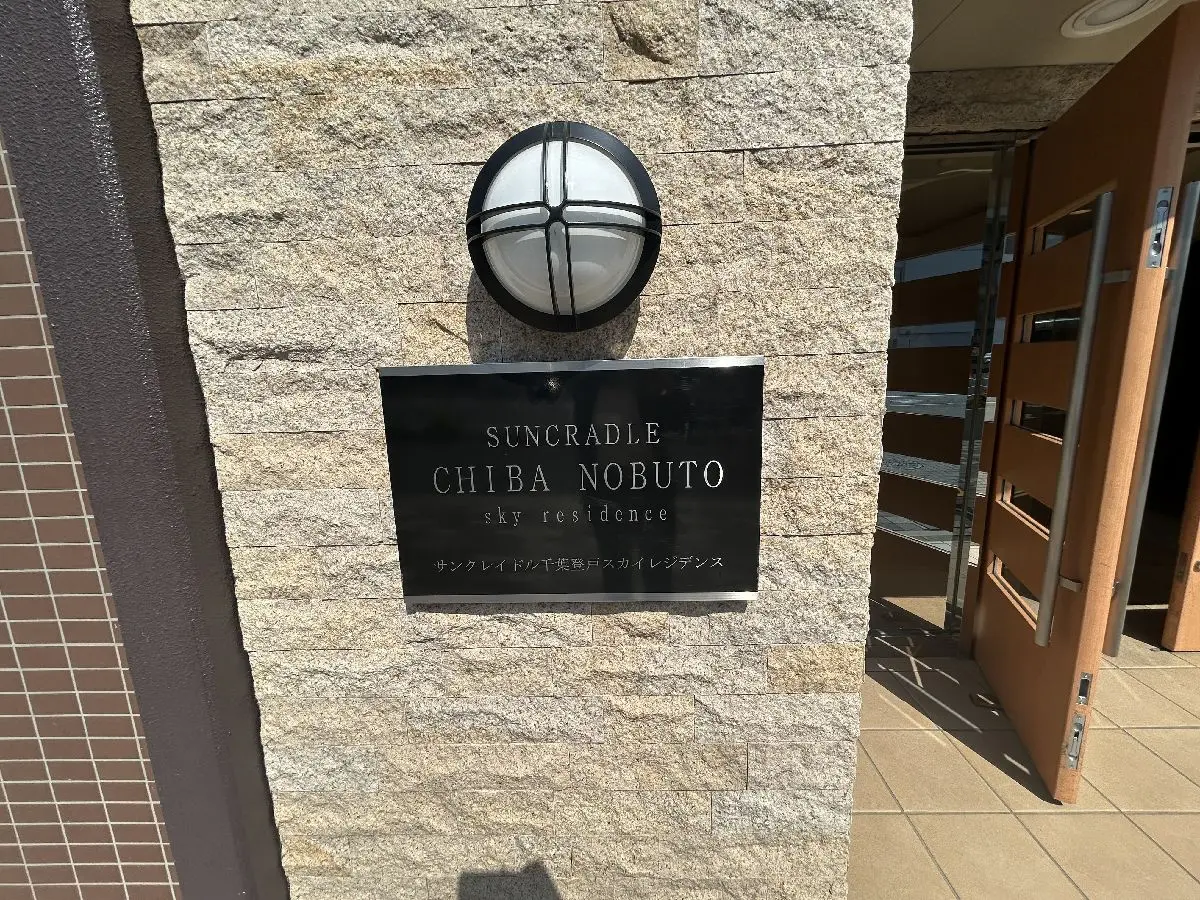 SUNCRADLE
CHIBA NOBUTO
sky residence
サンクレイドル千葉登戸スカイレジデンス